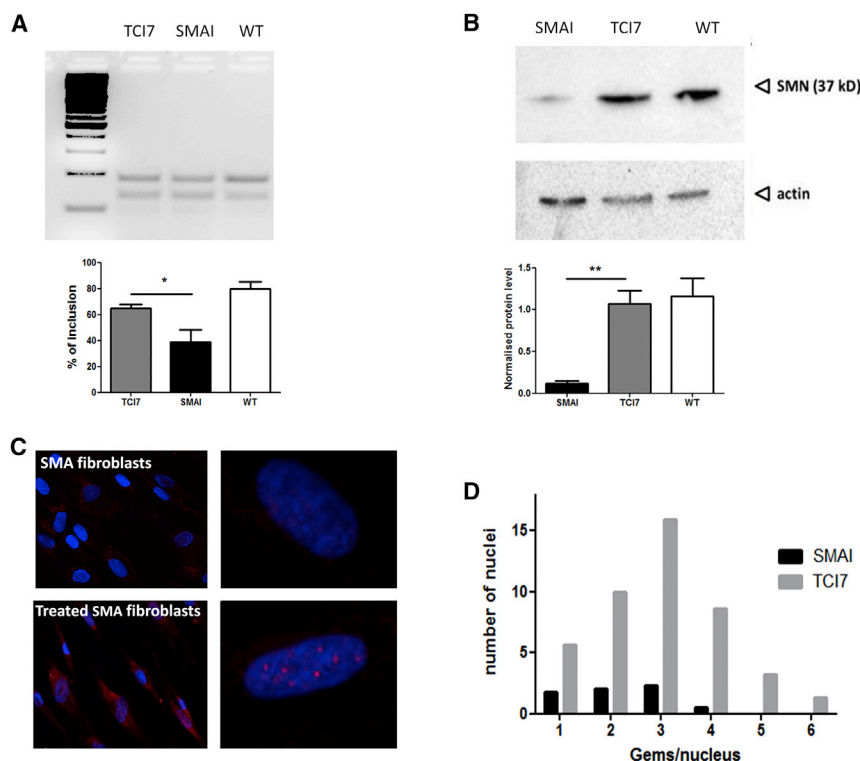 A
TCI7 SMAI WT
% of inclusion
100
80
60
40
20
0
*
TCI7 SMAI WT
B
SMAI TCI7 WT
SMN (37 kD)
actin
Normalised protein level
1.5
1.0
0.5
0.0
**
SMAI TCI7 WT
C
SMA fibroblasts
Treated SMA fibroblasts
D
number of nuclei
15
10
5
0
SMAI
TCI7
1 2 3 4 5 6
Gems/nucleus